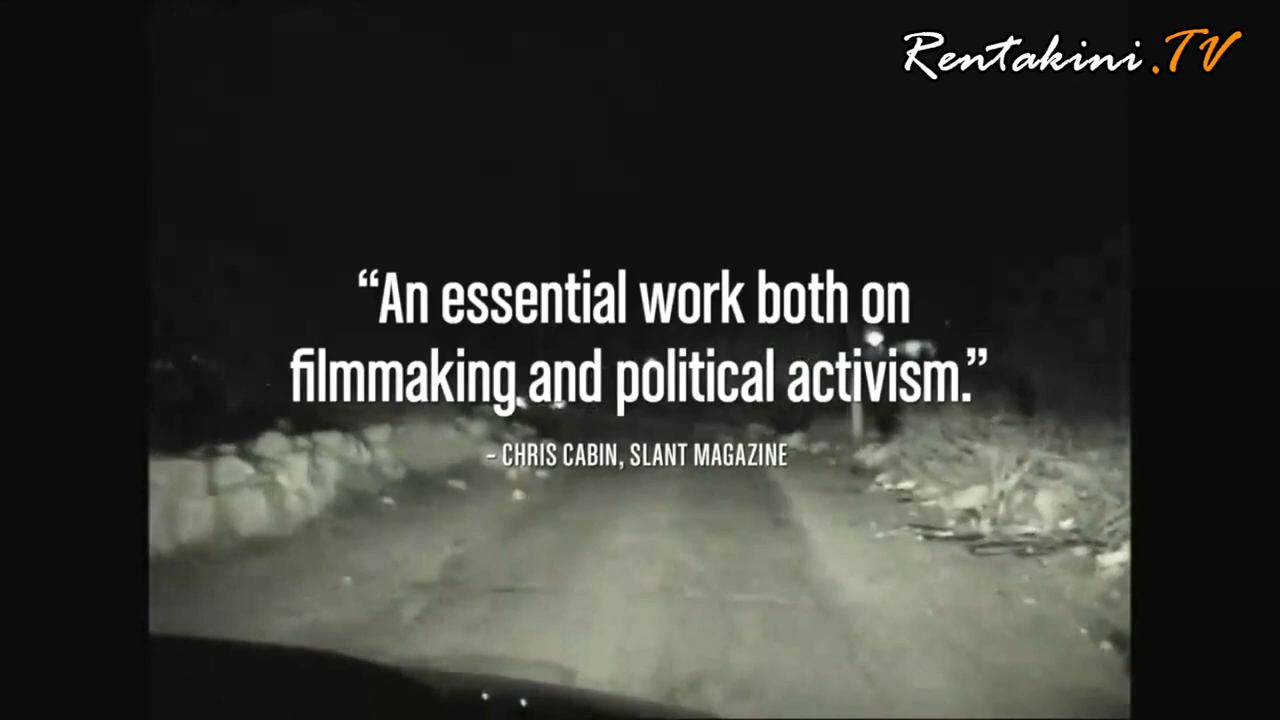 Rentakini.TV
“An essential work both on
filmmaking and political activism.”
– CHRIS CABIN, SLANT MAGAZINE